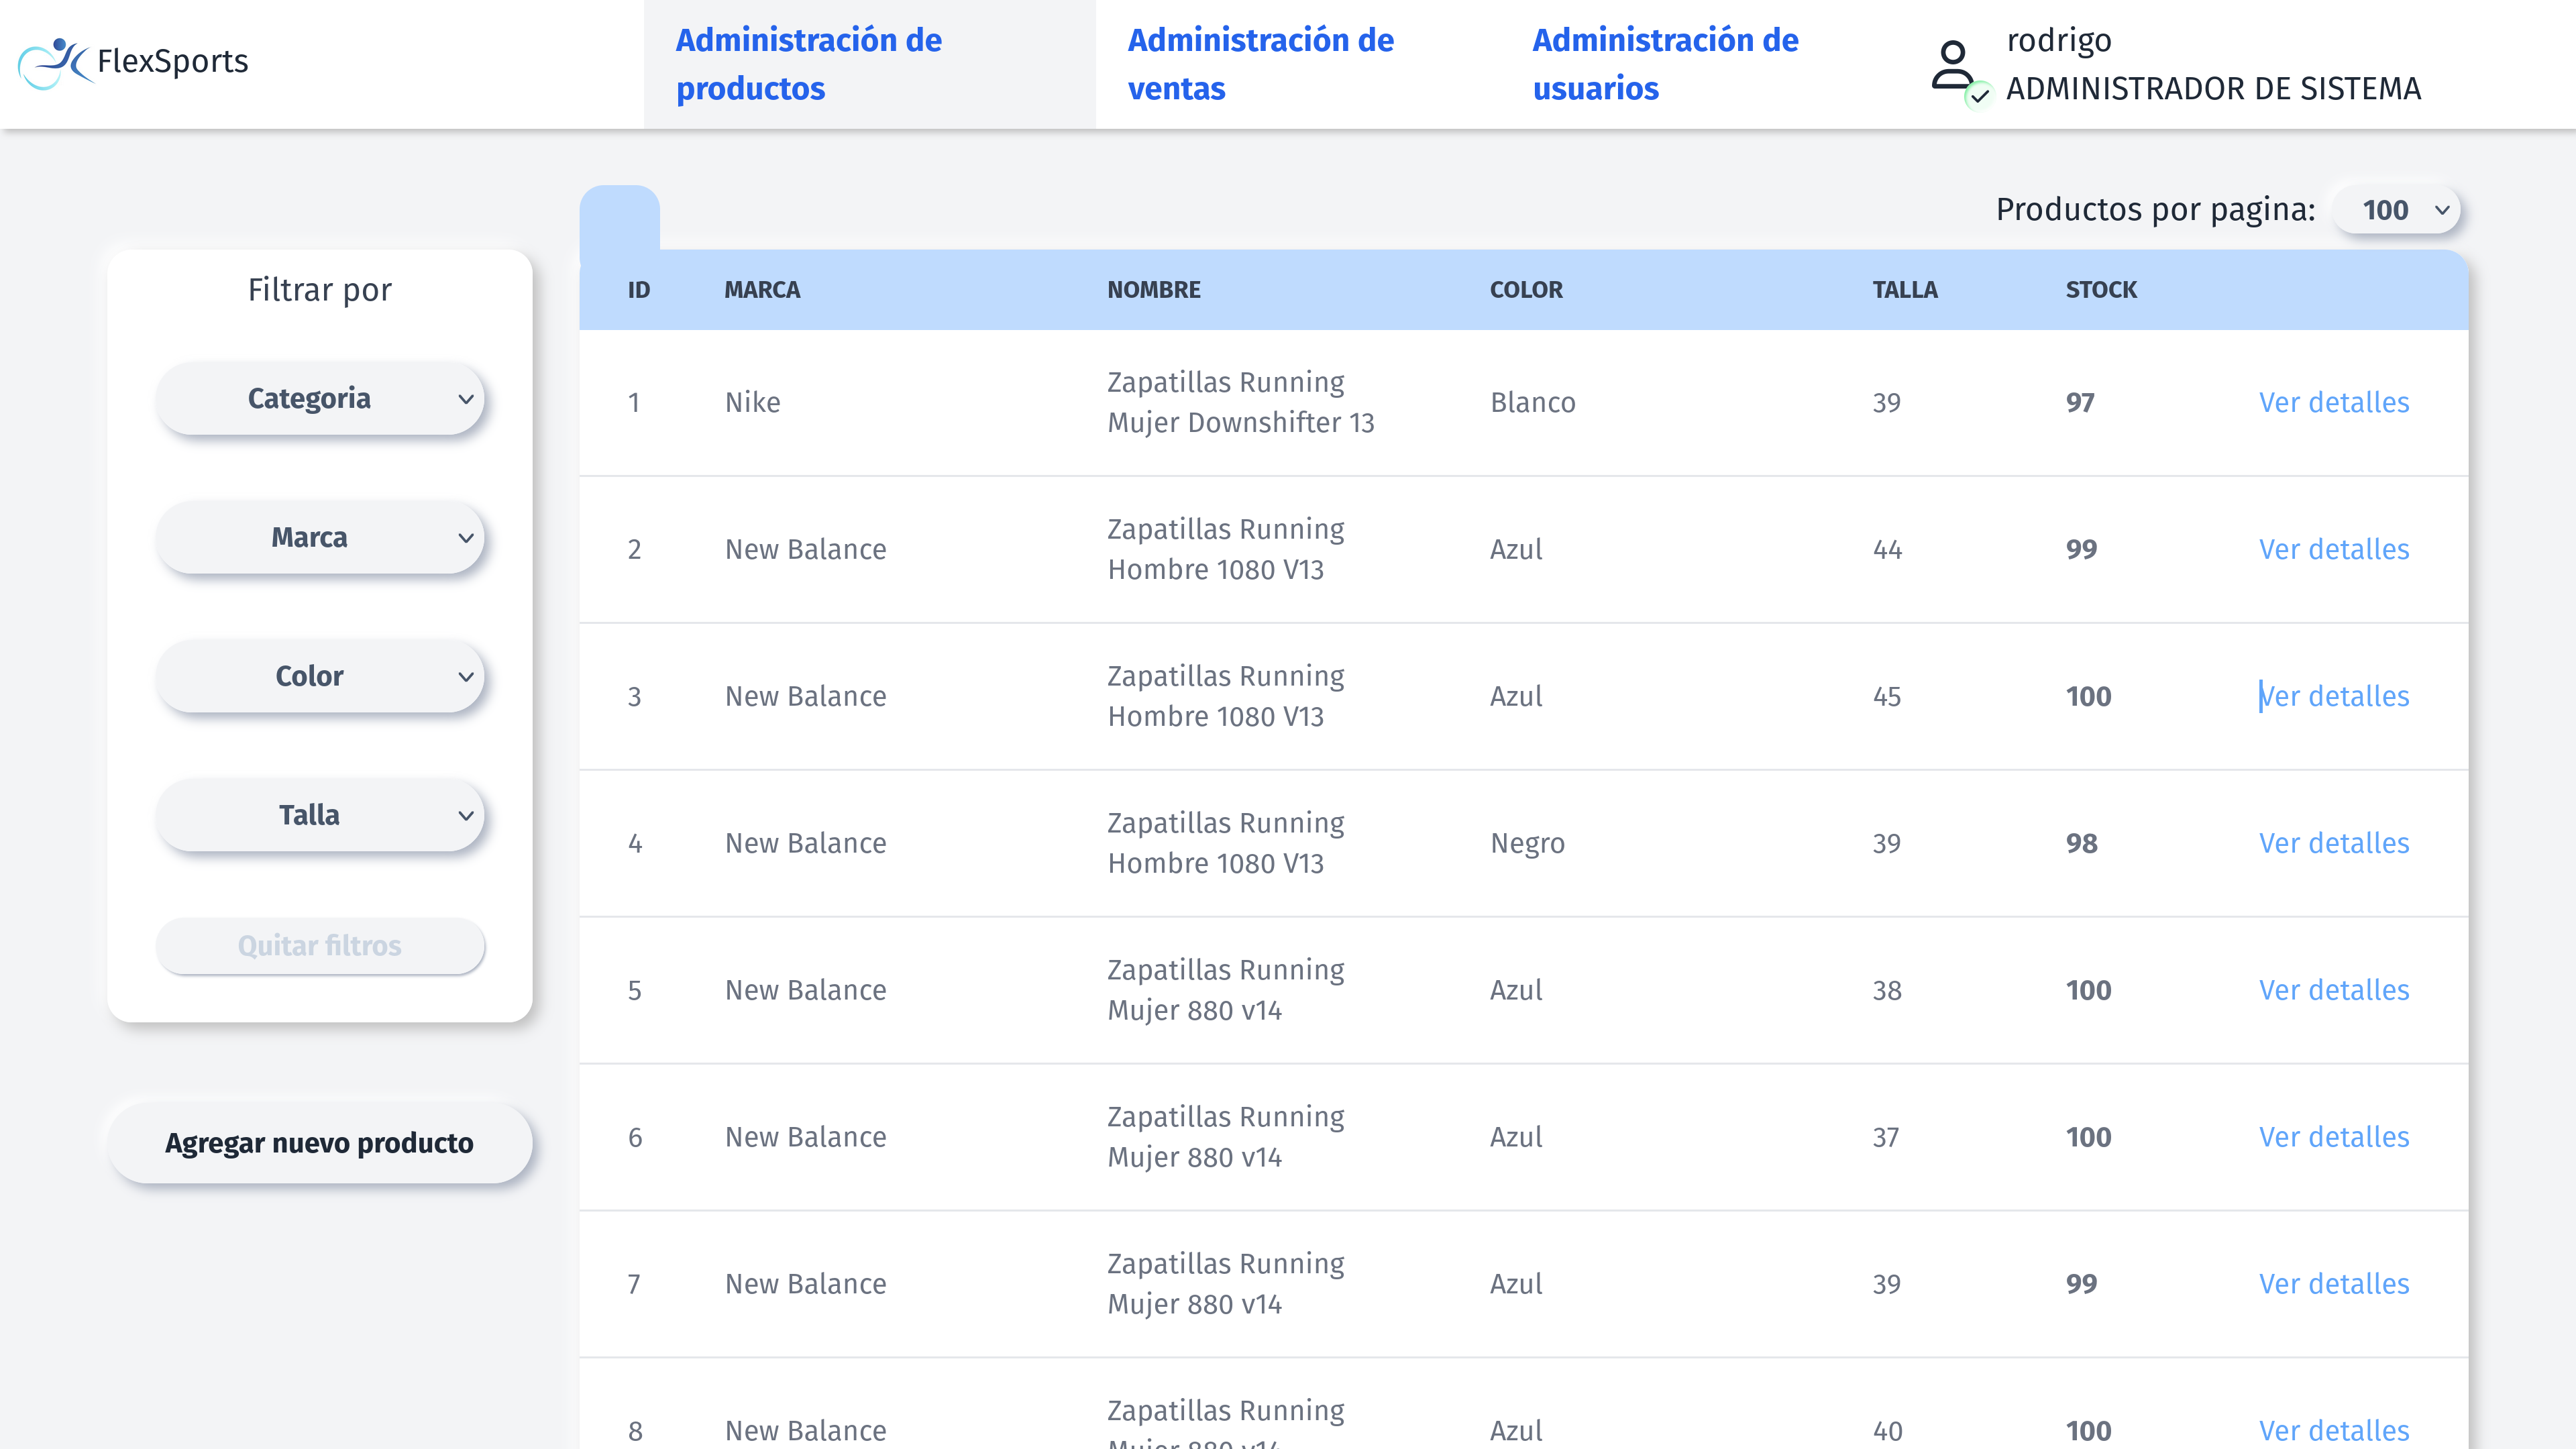 FlexSports
Administración de
productos
Administración de
ventas
Administración de
usuarios
rodrigo
ADMINISTRADOR DE SISTEMA
Productos por pagina: 100
Filtrar por
Categoria
Marca
Color
Talla
Quitar filtros
Agregar nuevo producto
ID MARCA NOMBRE COLOR TALLA STOCK
1 Nike Zapatillas Running Blanco 39 97 Ver detalles
Mujer Downshifter 13
2 New Balance Zapatillas Running Azul 44 99 Ver detalles
Hombre 1080 V13
3 New Balance Zapatillas Running Azul 45 100 Ver detalles
Hombre 1080 V13
4 New Balance Zapatillas Running Negro 39 98 Ver detalles
Hombre 1080 V13
5 New Balance Zapatillas Running Azul 38 100 Ver detalles
Mujer 880 v14
6 New Balance Zapatillas Running Azul 37 100 Ver detalles
Mujer 880 v14
7 New Balance Zapatillas Running Azul 39 99 Ver detalles
Mujer 880 v14
8 New Balance Zapatillas Running Azul 40 100 Ver detalles
Mujer 880 v14